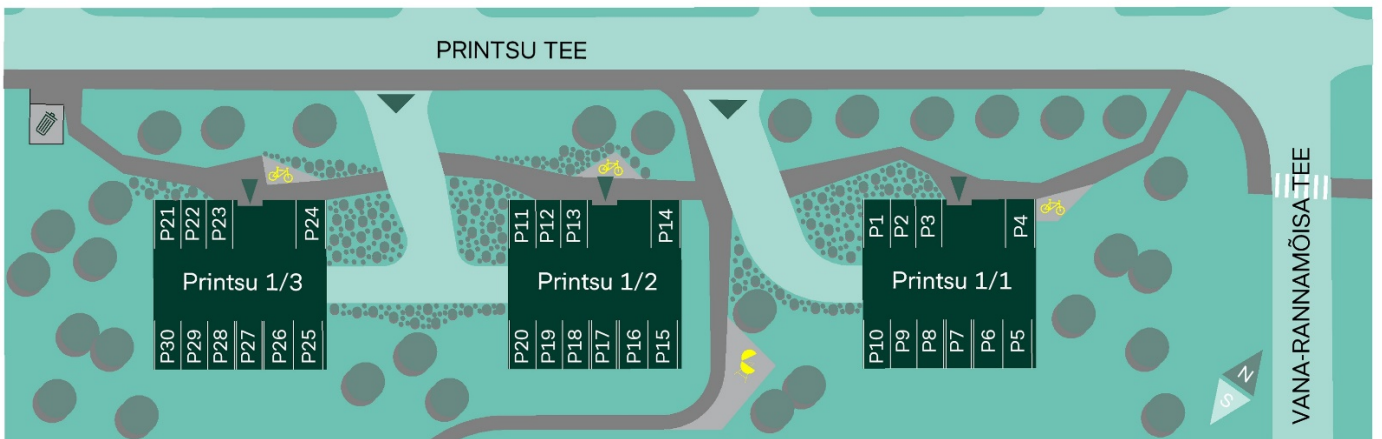 PRINTSU TEE
VANA-RANNAMÕISA TEE
P21 P22 P23 P24
Printsu 1/3
P30 P29 P28 P27 P26 P25
P11 P12 P13 P14
Printsu 1/2
P20 P19 P18 P17 P16 P15
P1 P2 P3 P4
Printsu 1/1
P10 P9 P8 P7 P6 P5
N
S